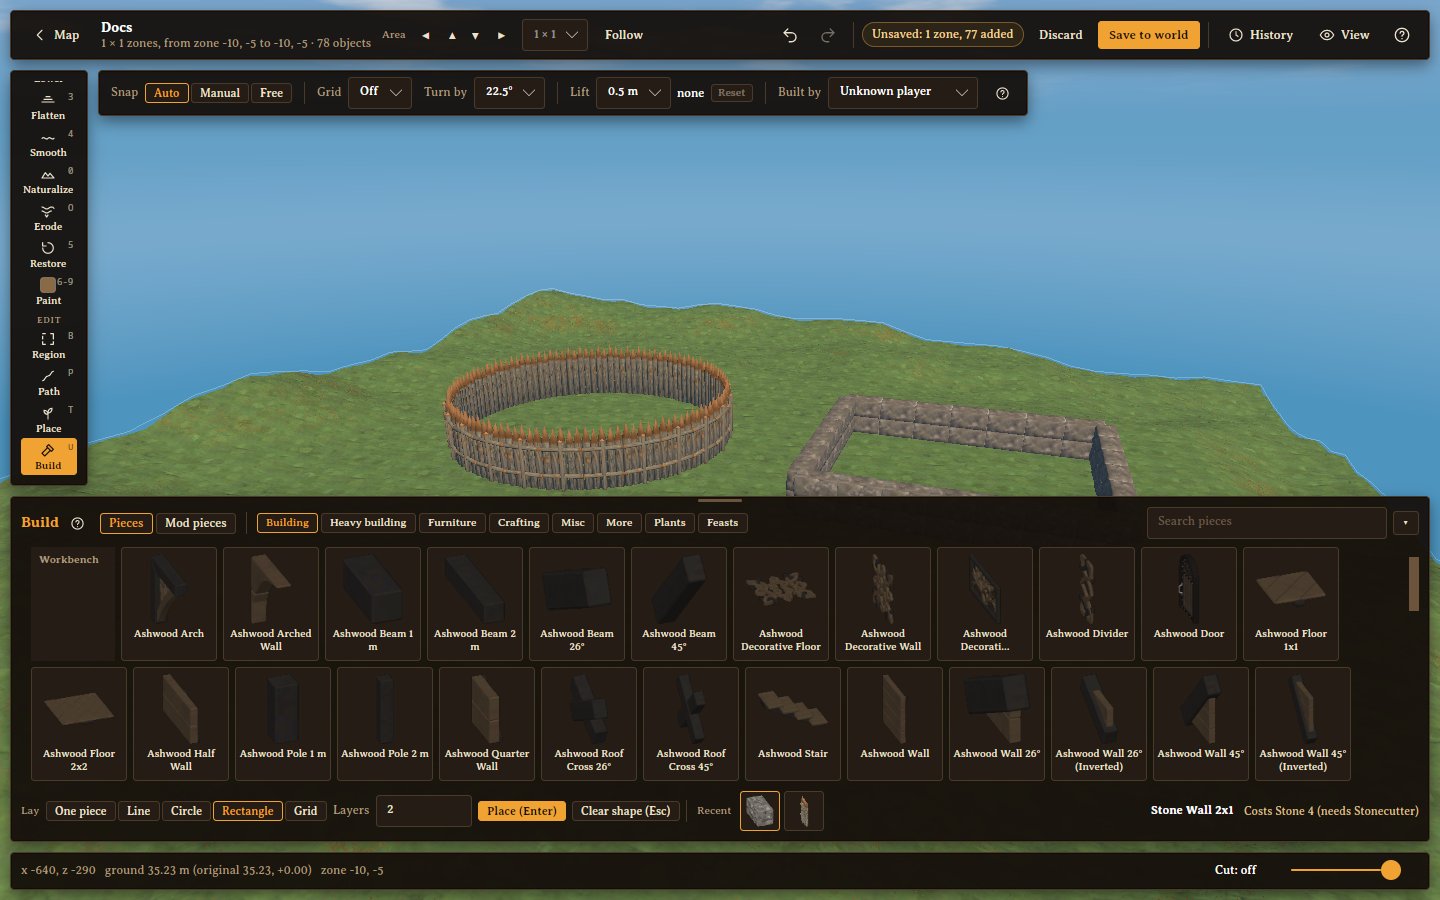 Map
Docs
1 × 1 zones, from zone -10, -5 to -10, -5 · 78 objects
Area
1 × 1
Follow
Unsaved: 1 zone, 77 added
Discard
Save to world
History
View
Snap
Auto
Manual
Free
Grid
Off
Turn by
22.5°
Lift
0.5 m
none
Reset
Built by
Unknown player
3
Flatten
4
Smooth
0
Naturalize
O
Erode
5
Restore
6-9
Paint
EDIT
B
Region
P
Path
T
Place
U
Build
Build
Pieces
Mod pieces
Building
Heavy building
Furniture
Crafting
Misc
More
Plants
Feasts
Search pieces
Workbench
Ashwood Arch
Ashwood Arched
Wall
Ashwood Beam 1
m
Ashwood Beam 2
m
Ashwood Beam
26°
Ashwood Beam
45°
Ashwood
Decorative Floor
Ashwood
Decorative Wall
Ashwood
Decorati...
Ashwood Divider
Ashwood Door
Ashwood Floor
1x1
Ashwood Floor
2x2
Ashwood Half
Wall
Ashwood Pole 1 m
Ashwood Pole 2 m
Ashwood Quarter
Wall
Ashwood Roof
Cross 26°
Ashwood Roof
Cross 45°
Ashwood Stair
Ashwood Wall
Ashwood Wall 26°
Ashwood Wall 26°
(Inverted)
Ashwood Wall 45°
Ashwood Wall 45°
(Inverted)
Lay
One piece
Line
Circle
Rectangle
Grid
Layers
2
Place (Enter)
Clear shape (Esc)
Recent
Stone Wall 2x1
Costs Stone 4 (needs Stonecutter)
x -640, z -290 ground 35.23 m (original 35.23, +0.00) zone -10, -5
Cut: off